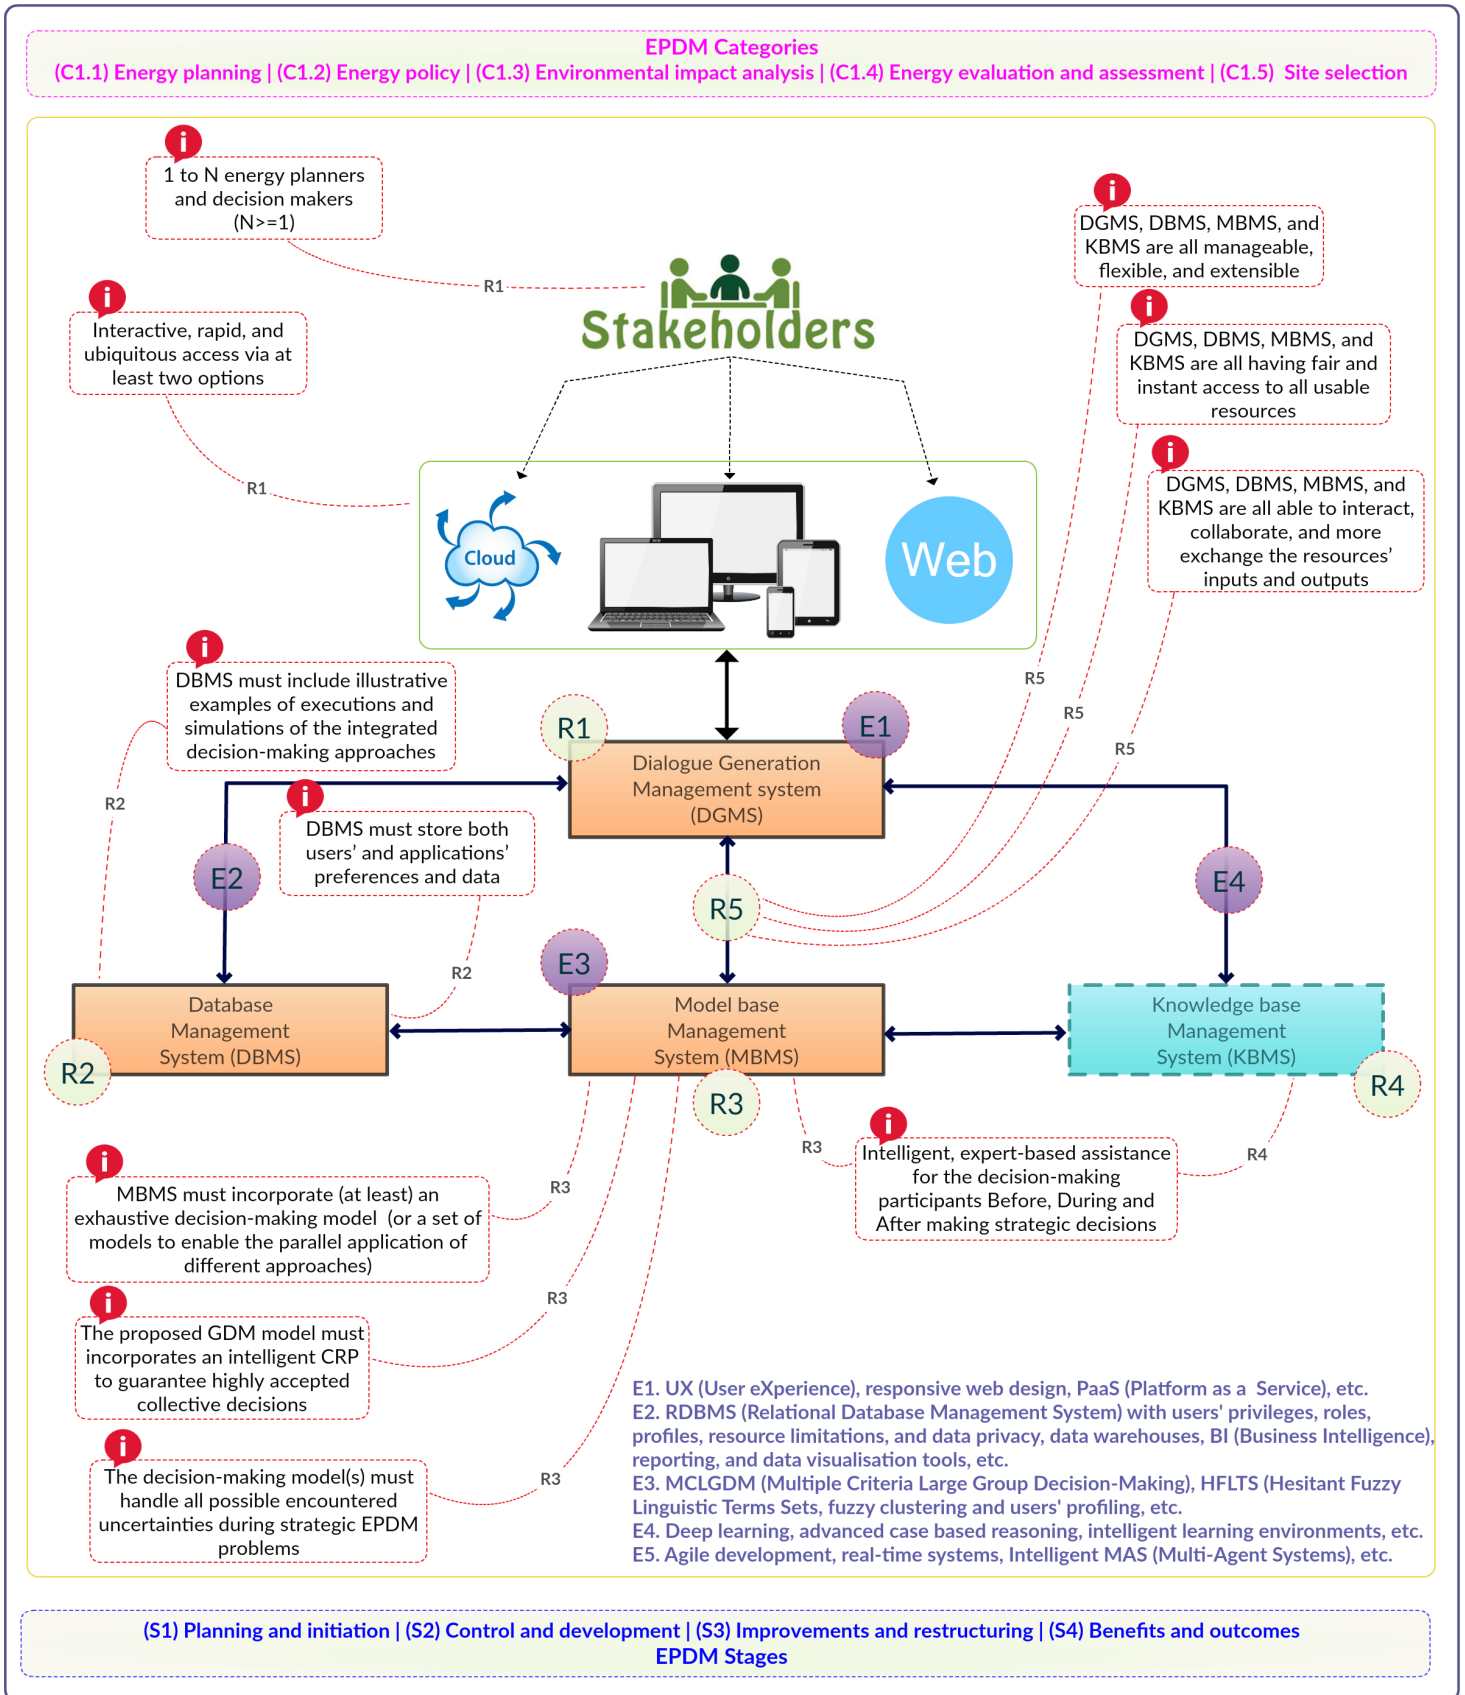 EPDM Categories
(C1.1) Energy planning | (C1.2) Energy policy | (C1.3) Environmental impact analysis | (C1.4) Energy evaluation and assessment | (C1.5)  Site selection
i
1 to N energy planners
and decision makers
(N>=1)
R1
i
Interactive, rapid, and
ubiquitous access via at
least two options
R1
Stakeholders
i
DGMS, DBMS, MBMS, and
KBMS are all manageable,
flexible, and extensible
i
DGMS, DBMS, MBMS, and
KBMS are all having fair and
instant access to all usable
resources
i
DGMS, DBMS, MBMS, and
KBMS are all able to interact,
collaborate, and more
exchange the resources’
inputs and outputs
Cloud
Web
R5
R5
R5
i
DBMS must include illustrative
examples of executions and
simulations of the integrated
decision-making approaches
R2
R1
E1
Dialogue Generation
Management system
(DGMS)
i
DBMS must store both
users’ and applications’
preferences and data
R2
E2
R5
E4
E3
Database
Management
System (DBMS)
R2
Model base
Management
System (MBMS)
R3
Knowledge base
Management
System (KBMS)
R4
i
Intelligent, expert-based assistance
for the decision-making
participants Before, During and
After making strategic decisions
R3
R4
i
MBMS must incorporate (at least) an
exhaustive decision-making model  (or a set of
models to enable the parallel application of
different approaches)
R3
i
The proposed GDM model must
incorporates an intelligent CRP
to guarantee highly accepted
collective decisions
R3
i
The decision-making model(s) must
handle all possible encountered
uncertainties during strategic EPDM
problems
R3
E1. UX (User eXperience), responsive web design, PaaS (Platform as a  Service), etc.
E2. RDBMS (Relational Database Management System) with users' privileges, roles,
profiles, resource limitations, and data privacy, data warehouses, BI (Business Intelligence),
reporting, and data visualisation tools, etc.
E3. MCLGDM (Multiple Criteria Large Group Decision-Making), HFLTS (Hesitant Fuzzy
Linguistic Terms Sets, fuzzy clustering and users' profiling, etc.
E4. Deep learning, advanced case based reasoning, intelligent learning environments, etc.
E5. Agile development, real-time systems, Intelligent MAS (Multi-Agent Systems), etc.
(S1) Planning and initiation | (S2) Control and development | (S3) Improvements and restructuring | (S4) Benefits and outcomes
EPDM Stages